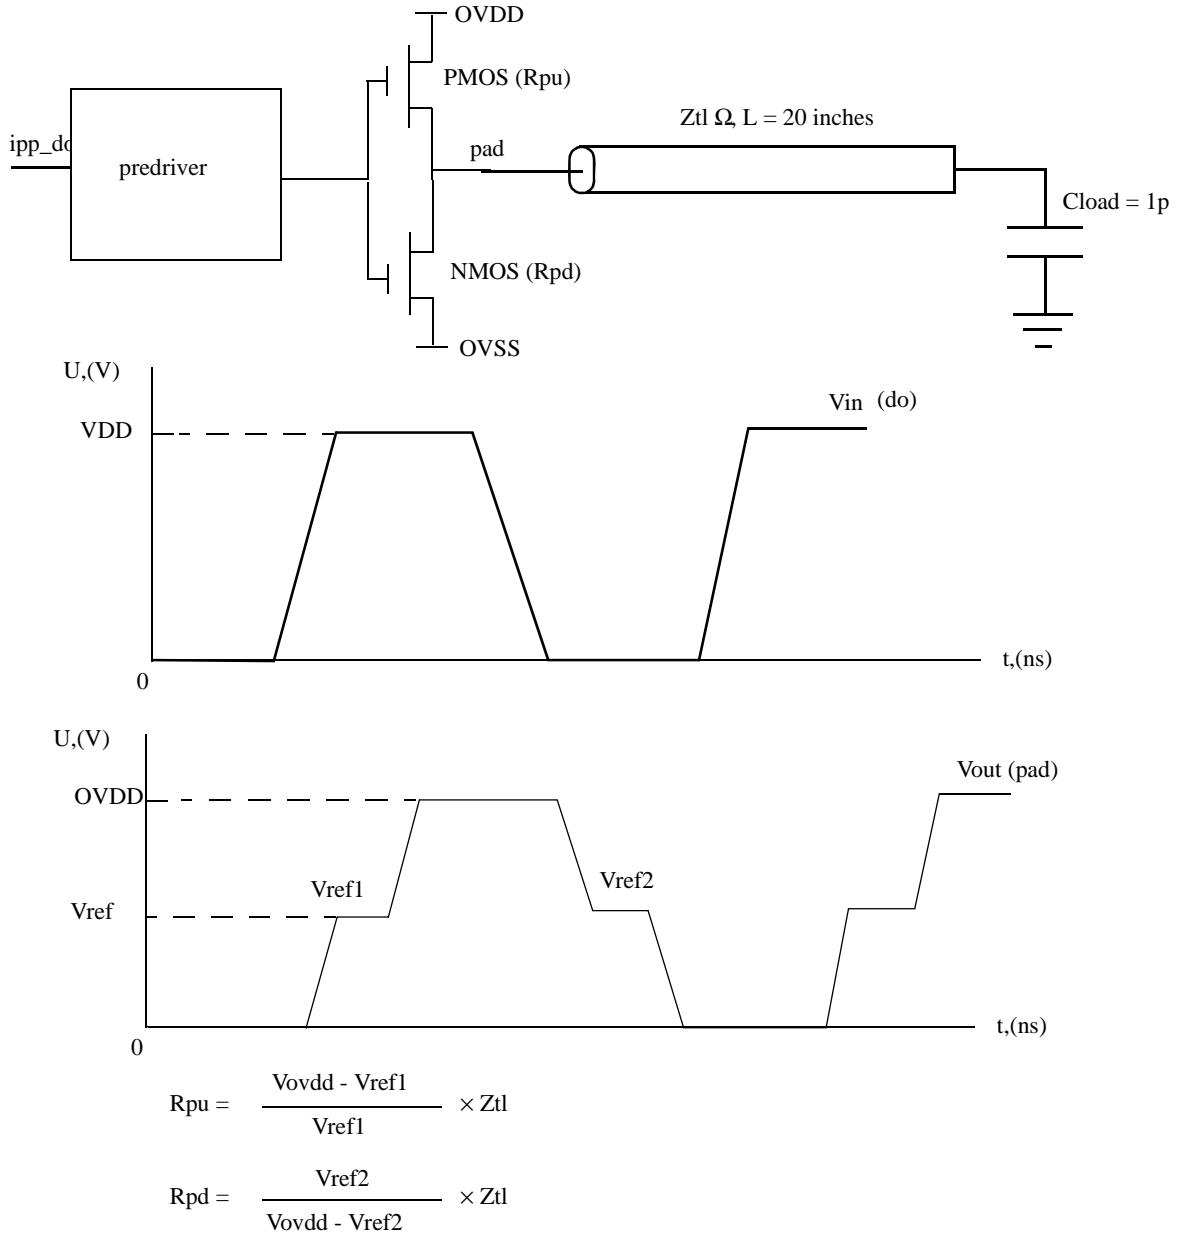 OVDD
PMOS (Rpu)
Ztl Ω, L = 20 inches
ipp_do
predriver
pad
Cload = 1p
NMOS (Rpd)
OVSS
U,(V)
VDD
Vin (do)
t,(ns)
0
U,(V)
Vout (pad)
OVDD
Vref1
Vref2
Vref
t,(ns)
0
Vovdd - Vref1
Rpu = × Ztl
Vref1
Vref2
Rpd = × Ztl
Vovdd - Vref2